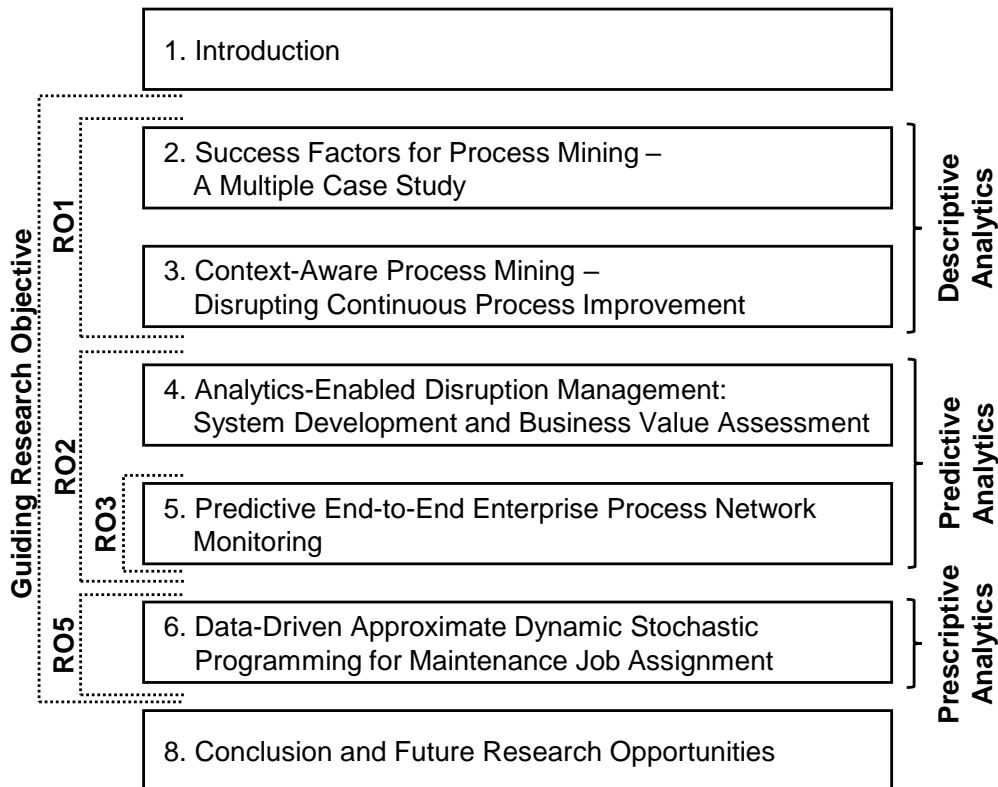 1. Introduction
2. Success Factors for Process Mining –
A Multiple Case Study
3. Context-Aware Process Mining –
Disrupting Continuous Process Improvement
4. Analytics-Enabled Disruption Management:
System Development and Business Value Assessment
5. Predictive End-to-End Enterprise Process Network
Monitoring
6. Data-Driven Approximate Dynamic Stochastic
Programming for Maintenance Job Assignment
8. Conclusion and Future Research Opportunities
Guiding Research Objective
RO1
RO2
RO3
RO5
Descriptive
Analytics
Predictive
Analytics
Prescriptive
Analytics